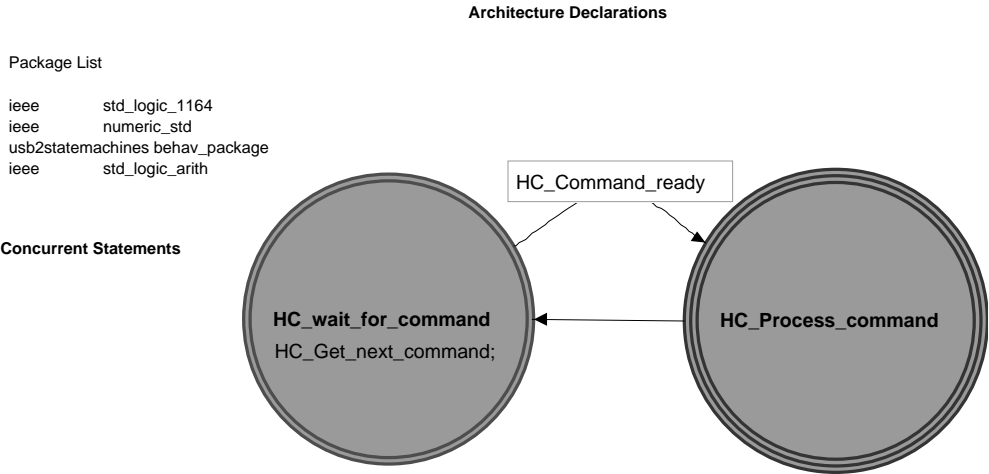 Architecture Declarations
Package List
ieee std_logic_1164
ieee numeric_std
usb2statemachines behav_package
ieee std_logic_arith
HC_Command_ready
Concurrent Statements
HC_wait_for_command
HC_Get_next_command;
HC_Process_command